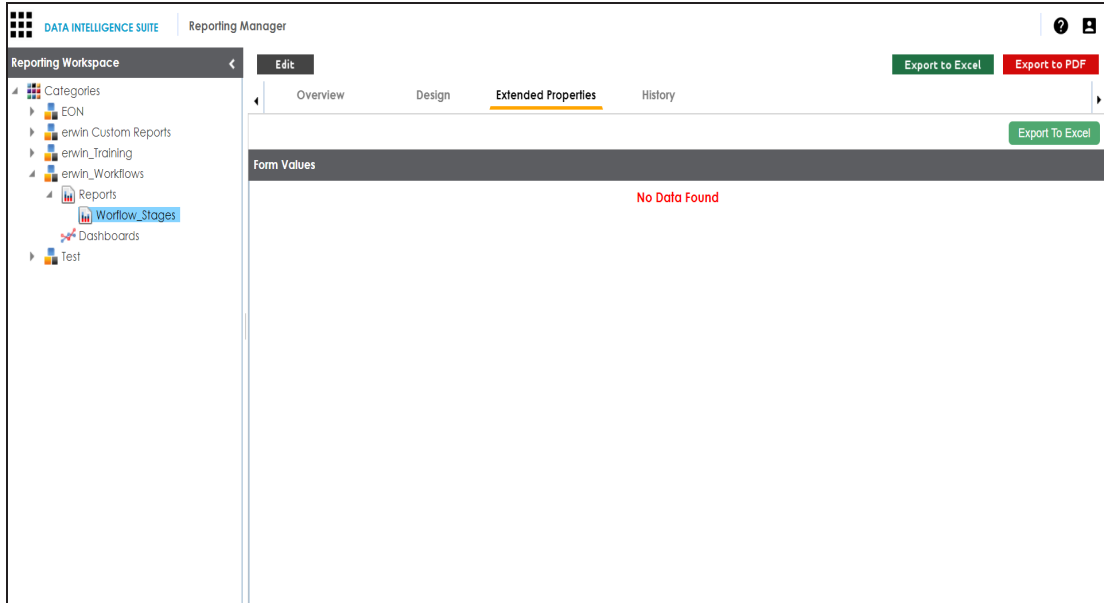 DATA INTELLIGENCE SUITE Reporting Manager
Reporting Workspace
Edit Export to Excel Export to PDF
Categories
EON
erwin Custom Reports
erwin_Training
erwin_Workflows
Reports
Worflow_Stages
Dashboards
Test
Overview Design Extended Properties History
Export To Excel
Form Values
No Data Found